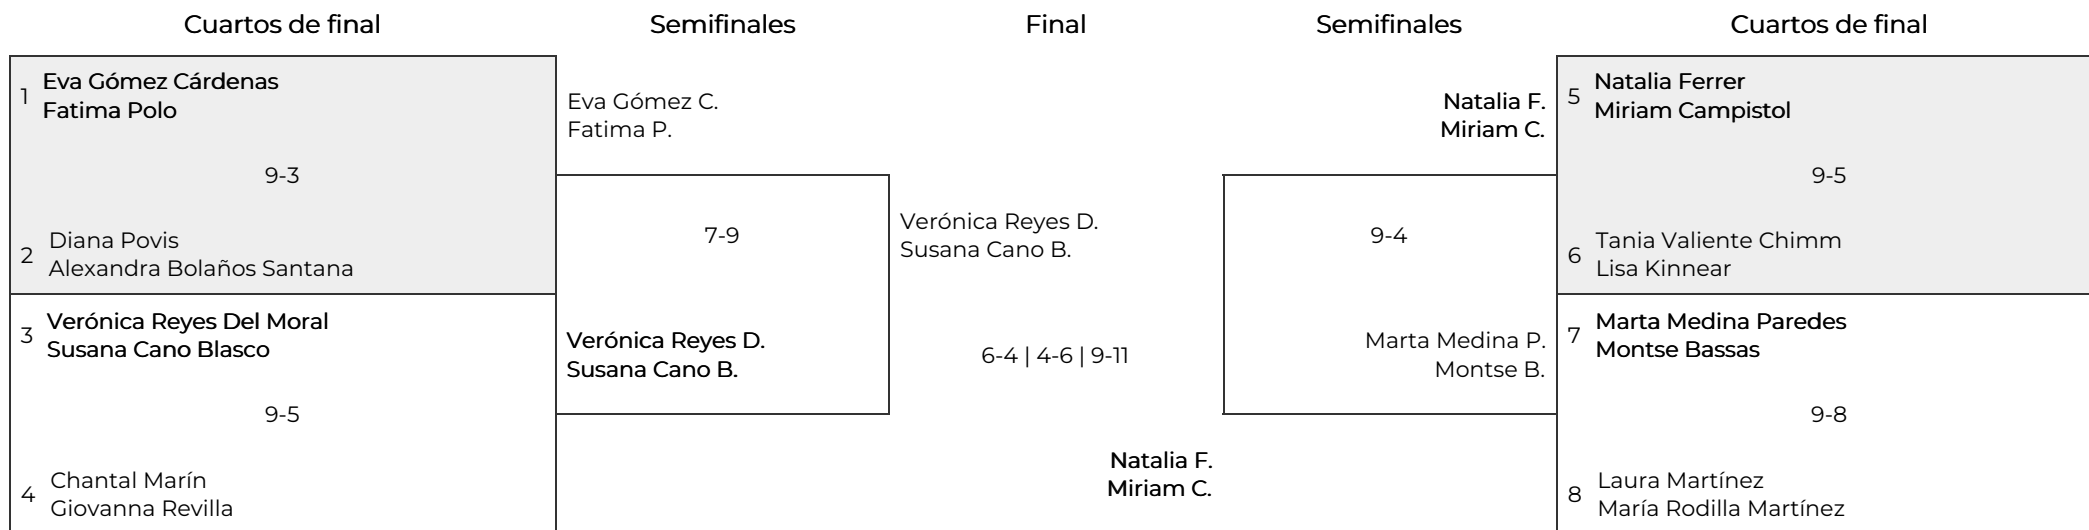 Cuartos de final
Semifinales
Final
Semifinales
Cuartos de final
1
Eva Gómez Cárdenas
Fatima Polo
9-3
2
Diana Povis
Alexandra Bolaños Santana
3
Verónica Reyes Del Moral
Susana Cano Blasco
9-5
4
Chantal Marín
Giovanna Revilla
Eva Gómez C.
Fatima P.
7-9
Verónica Reyes D.
Susana Cano B.
Verónica Reyes D.
Susana Cano B.
6-4 | 4-6 | 9-11
Natalia F.
Miriam C.
Natalia F.
Miriam C.
9-4
Marta Medina P.
Montse B.
5
Natalia Ferrer
Miriam Campistol
9-5
6
Tania Valiente Chimm
Lisa Kinnear
7
Marta Medina Paredes
Montse Bassas
9-8
8
Laura Martínez
María Rodilla Martínez